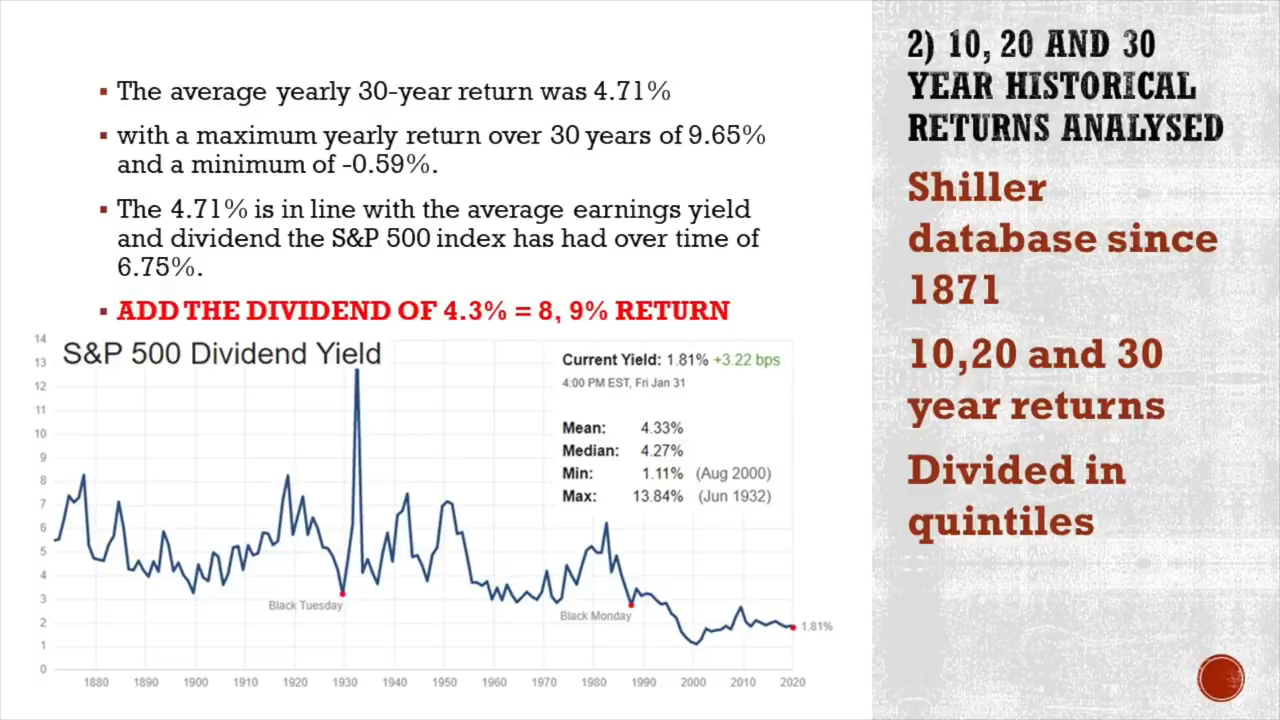 2) 10, 20 AND 30
YEAR HISTORICAL
RETURNS ANALYSED
Shiller
database since
1871
10,20 and 30
year returns
Divided in
quintiles
▪ The average yearly 30-year return was 4.71%
▪ with a maximum yearly return over 30 years of 9.65%
and a minimum of -0.59%.
▪ The 4.71% is in line with the average earnings yield
and dividend the S&P 500 index has had over time of
6.75%.
▪ ADD THE DIVIDEND OF 4.3% = 8, 9% RETURN
S&P 500 Dividend Yield
Current Yield: 1.81% +3.22 bps
4:00 PM EST, Fri Jan 31
Mean: 4.33%
Median: 4.27%
Min: 1.11% (Aug 2000)
Max: 13.84% (Jun 1932)
14
13
12
11
10
9
8
7
6
5
4
3
2
1
0
Black Tuesday
Black Monday
1.81%
1880 1890 1900 1910 1920 1930 1940 1950 1960 1970 1980 1990 2000 2010 2020